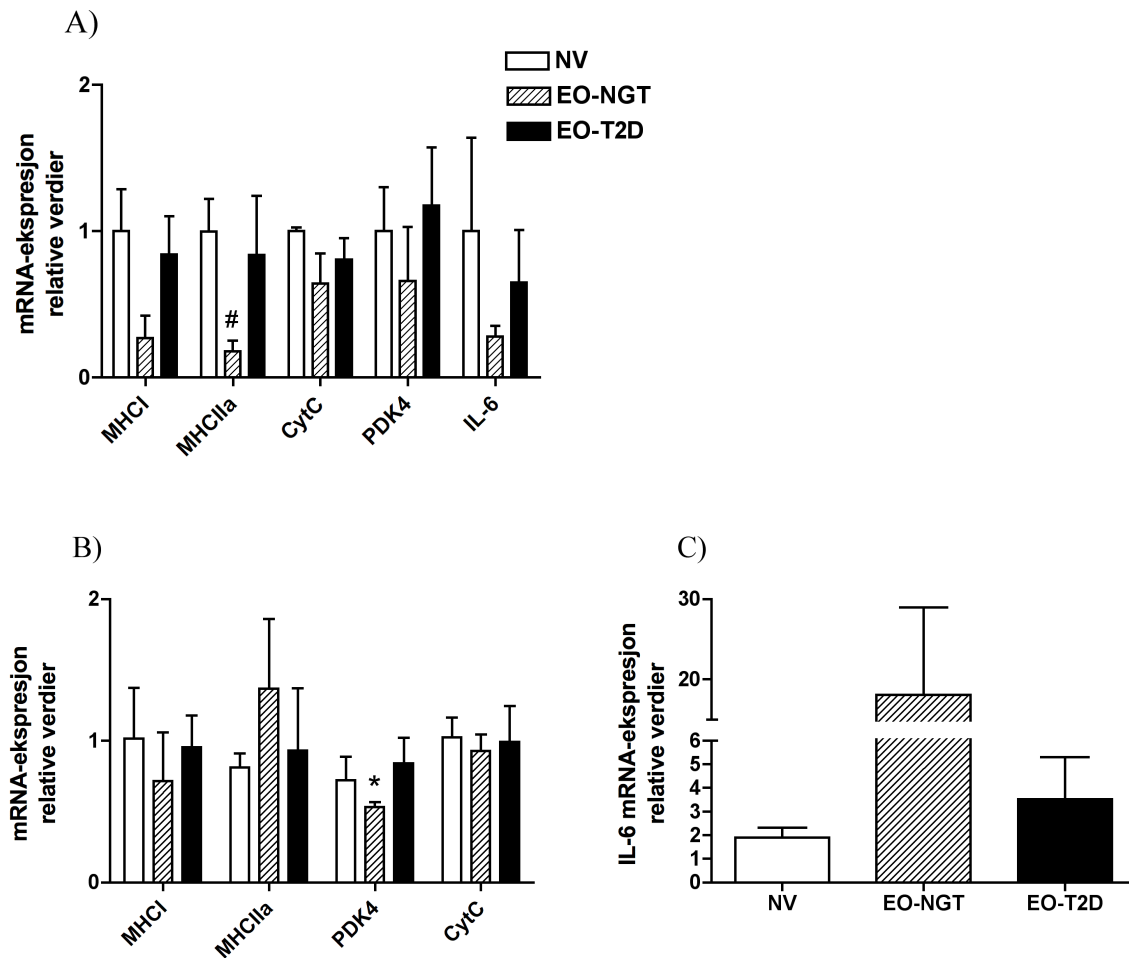 A)
NV
EO-NGT
EO-T2D
mRNA-ekspresjon
relative verdier
2
1
0
#
MHCI
MHCIIa
CytC
PDK4
IL-6
B)
mRNA-ekspresjon
relative verdier
2
1
0
*
MHCI
MHCIIa
PDK4
CytC
C)
IL-6 mRNA-ekspresjon
relative verdier
30
20
6
5
4
3
2
1
0
NV
EO-NGT
EO-T2D